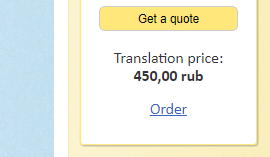 Get a quote
Translation price:
450,00 rub
Order